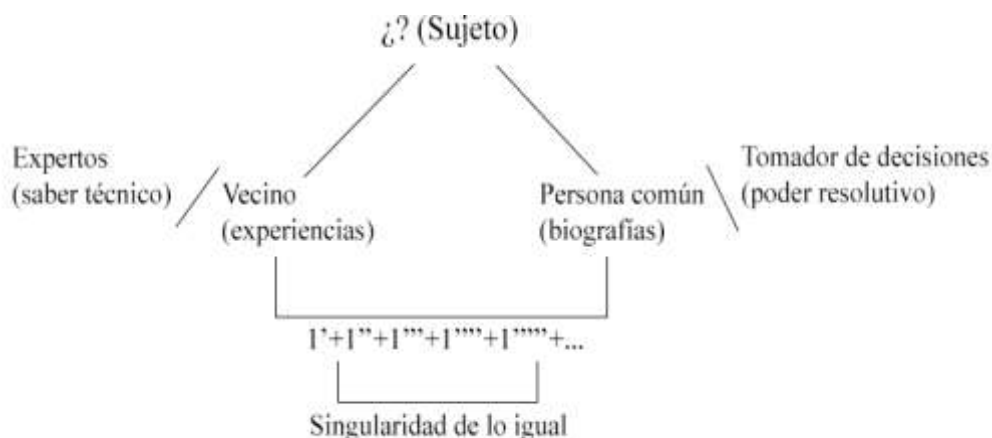 ¿? (Sujeto)
Expertos
(saber técnico)
Vecino
(experiencias)
Persona común
(biografías)
Tomador de decisiones
(poder resolutivo)
1’+1’’+1’’’+1’’’’+1’’’’’+...
Singularidad de lo igual